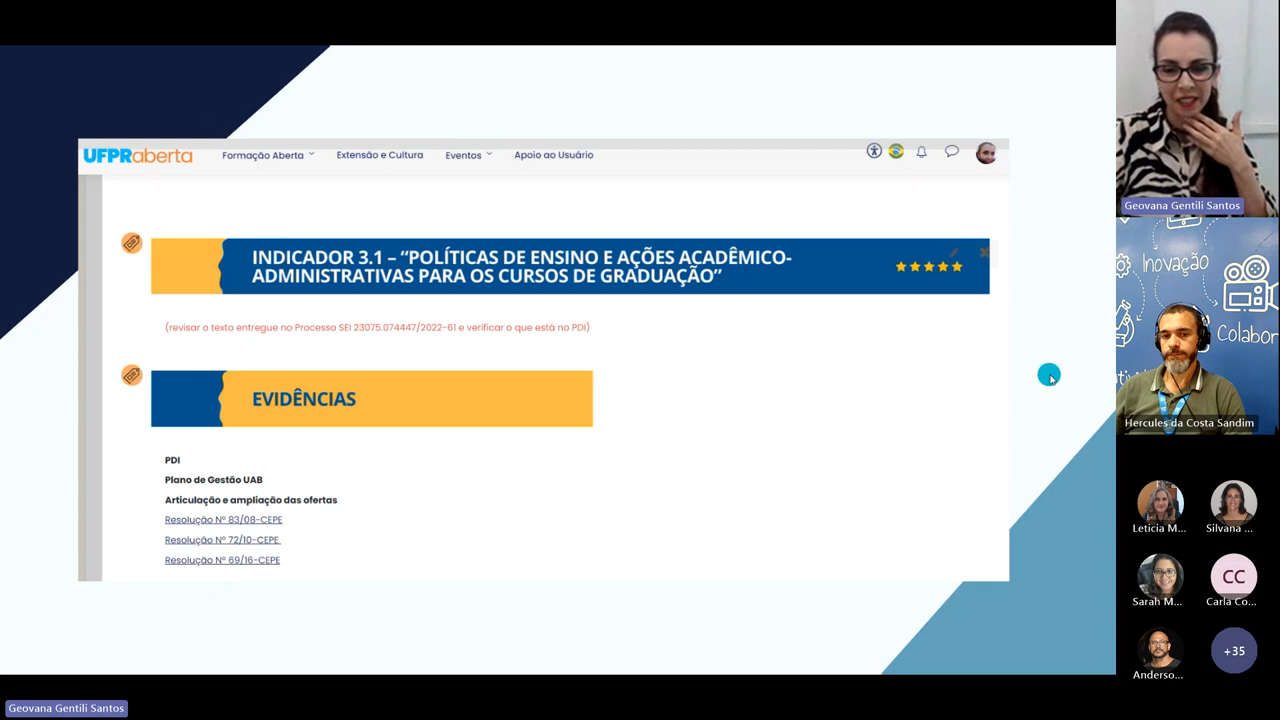 UFPRaberta
Formação Aberta
Extensão e Cultura
Eventos
Apoio ao Usuário
INDICADOR 3.1 – “POLÍTICAS DE ENSINO E AÇÕES ACADÊMICO-
ADMINISTRATIVAS PARA OS CURSOS DE GRADUAÇÃO”
(revisar o texto entregue no Processo SEI 23075.074447/2022-61 e verificar o que está no PDI)
EVIDÊNCIAS
PDI
Plano de Gestão UAB
Articulação e ampliação das ofertas
Resolução Nº 83/08-CEPE
Resolução Nº 72/10-CEPE
Resolução Nº 69/16-CEPE
Geovana Gentili Santos
Inovação
Colabor
Hercules da Costa Sandim
Leticia M...
Silvana ...
Sarah M...
CC
Carla Co...
Anderso...
+35
Geovana Gentili Santos